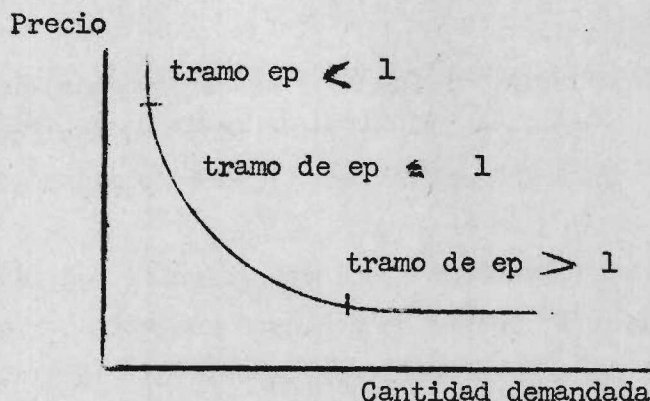 Precio
tramo ep < 1
tramo de ep = 1
tramo de ep > 1
Cantidad demandada